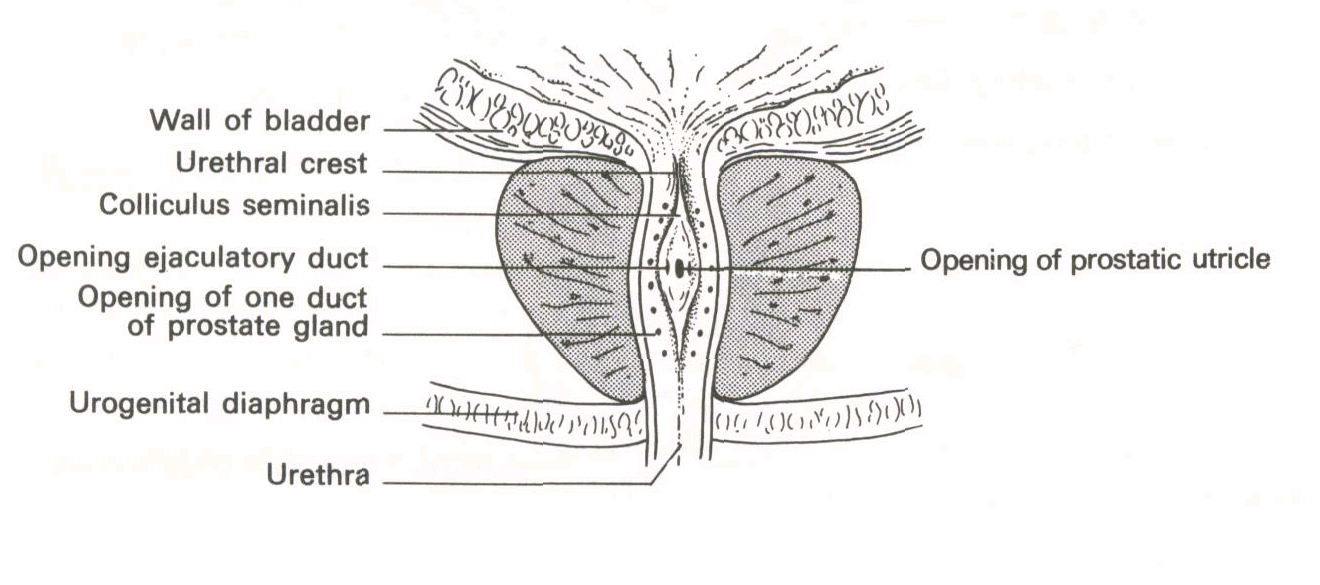 Wall of bladder
Urethral crest
Colliculus seminalis
Opening ejaculatory duct
Opening of prostatic utricle
Opening of one duct
of prostate gland
Urogenital diaphragm
Urethra